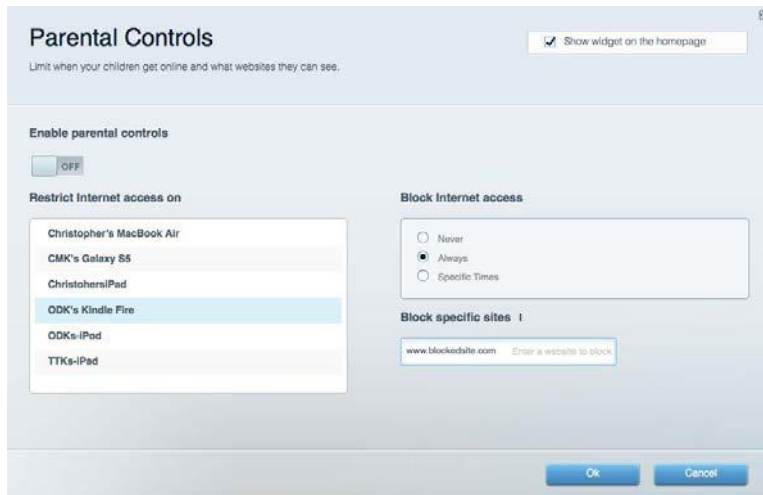 Parental Controls
Show widget on the homepage
Limit when your children get online and what websites they can see.
Enable parental controls
OFF
Restrict Internet access on
Block Internet access
Christopher's MacBook Air
CMK's Galaxy S5
ChristohersiPad
ODK's Kindle Fire
ODKs-iPod
TTKs-iPad
Never
Always
Specific Times
Block specific sites
www.blockedsite.com Enter a website to block
Ok Cancel